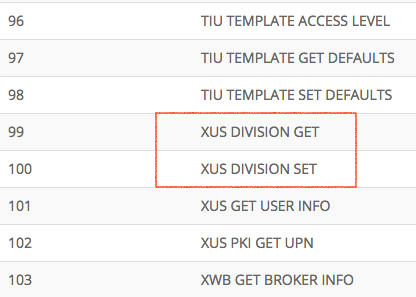 96 TIU TEMPLATE ACCESS LEVEL
97 TIU TEMPLATE GET DEFAULTS
98 TIU TEMPLATE SET DEFAULTS
99 XUS DIVISION GET
100 XUS DIVISION SET
101 XUS GET USER INFO
102 XUS PKI GET UPN
103 XWB GET BROKER INFO